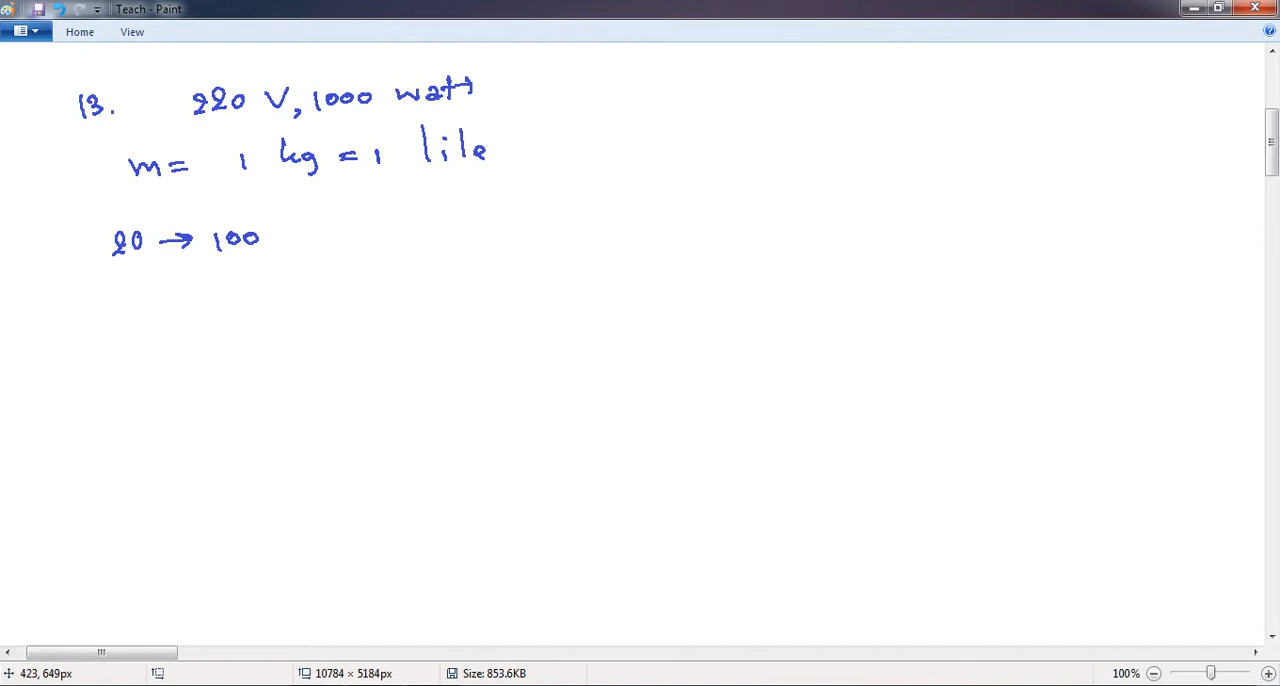 Teach - Paint
Home View
13. 220 V, 1000 watt
m = 1 kg = 1 lile
20 → 100
423, 649px 10784 × 5184px Size: 853.6KB 100%